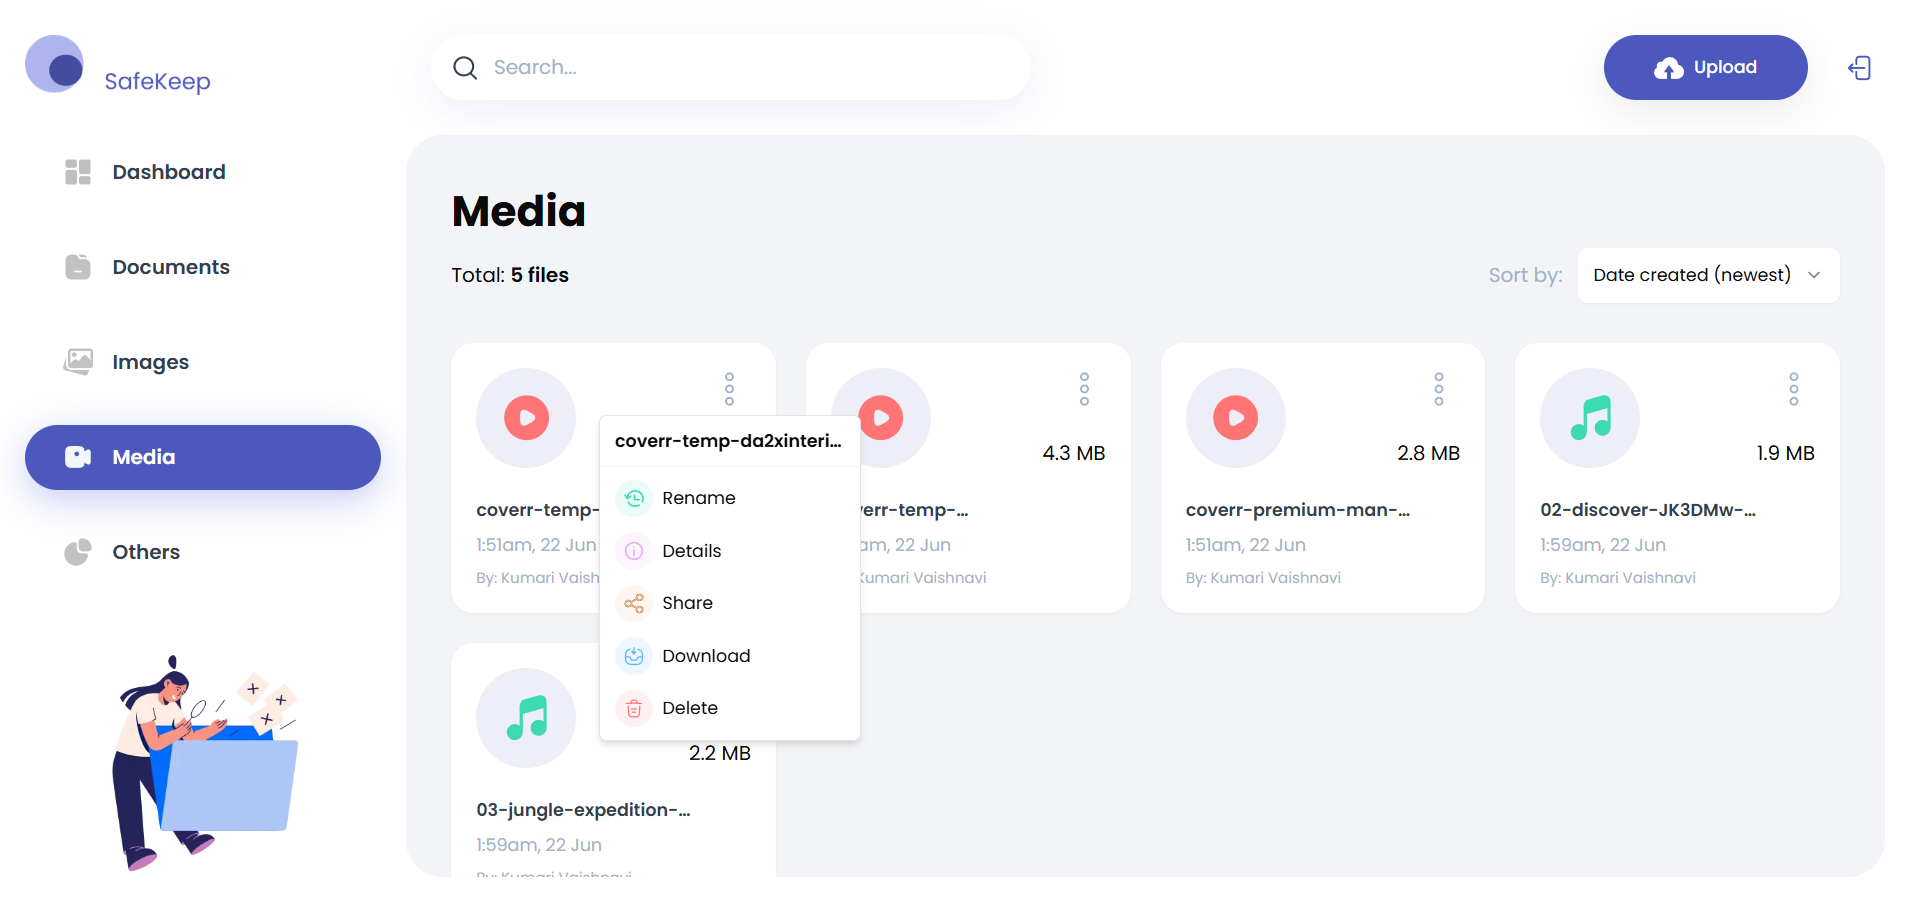 SafeKeep
Search...
Upload
Dashboard
Documents
Images
Media
Others
Media
Total: 5 files
Sort by: Date created (newest)
coverr-temp-
1:51am, 22 Jun
By: Kumari Vaish
coverr-temp-da2xinteri...
Rename
Details
Share
Download
Delete
4.3 MB
verr-temp-...
am, 22 Jun
Kumari Vaishnavi
2.8 MB
coverr-premium-man-...
1:51am, 22 Jun
By: Kumari Vaishnavi
1.9 MB
02-discover-JK3DMw-...
1:59am, 22 Jun
By: Kumari Vaishnavi
2.2 MB
03-jungle-expedition-...
1:59am, 22 Jun
By: Kumari Vaishnavi